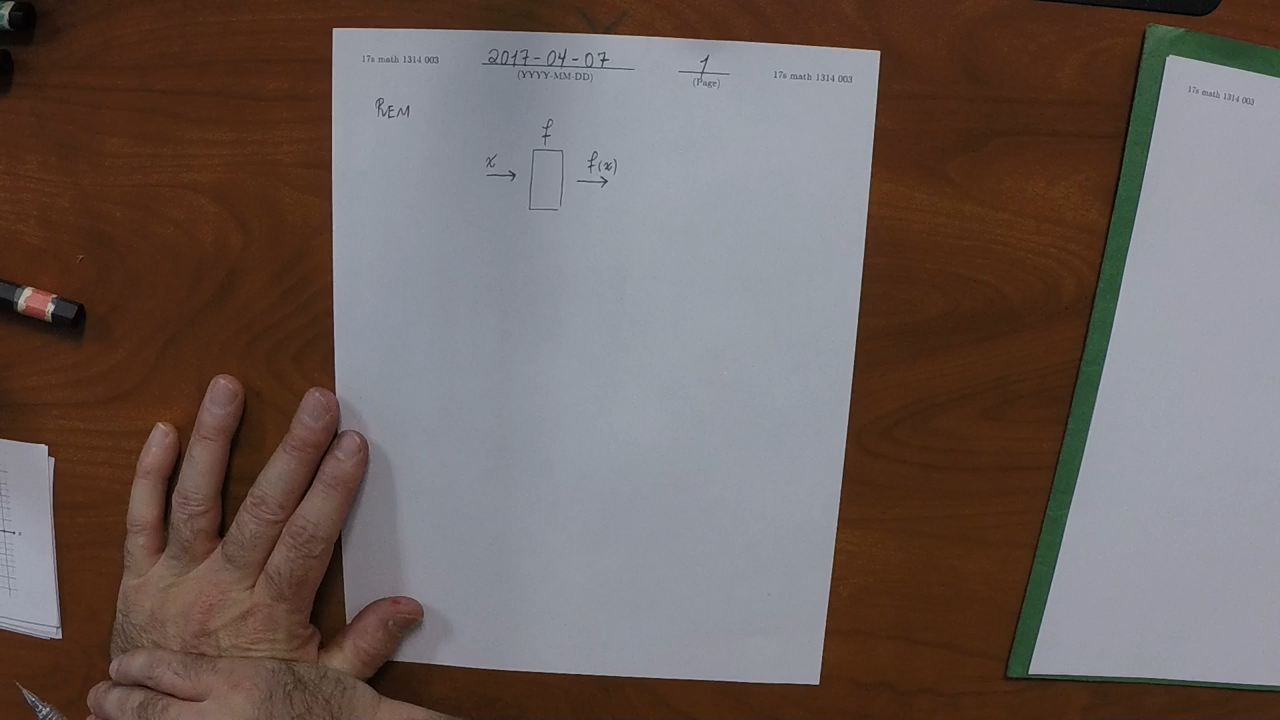 17s math 1314 003 2017-04-07 1 17s math 1314 003
(YYYY-MM-DD) (Page)
REM
f
x f(x)
17s math 1314 003
x